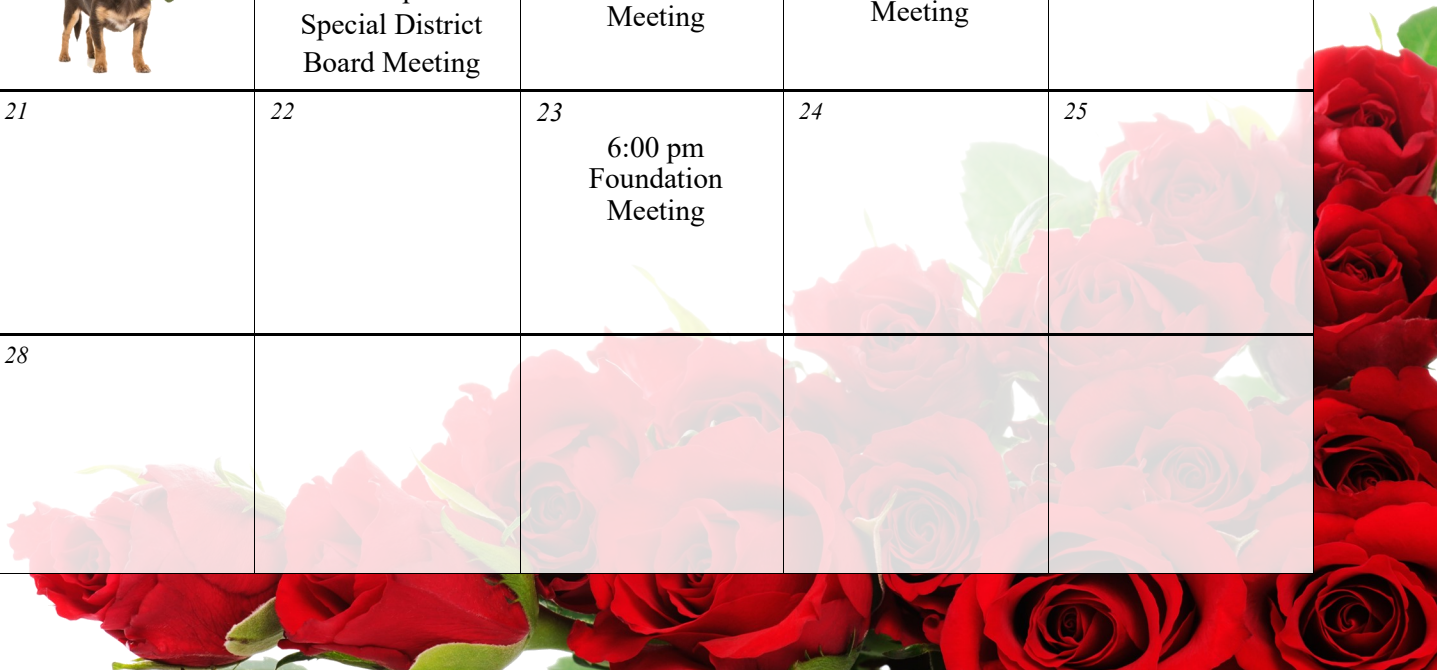 Special District
Board Meeting
Meeting
Meeting
21
22
23
6:00 pm
Foundation
Meeting
24
25
28